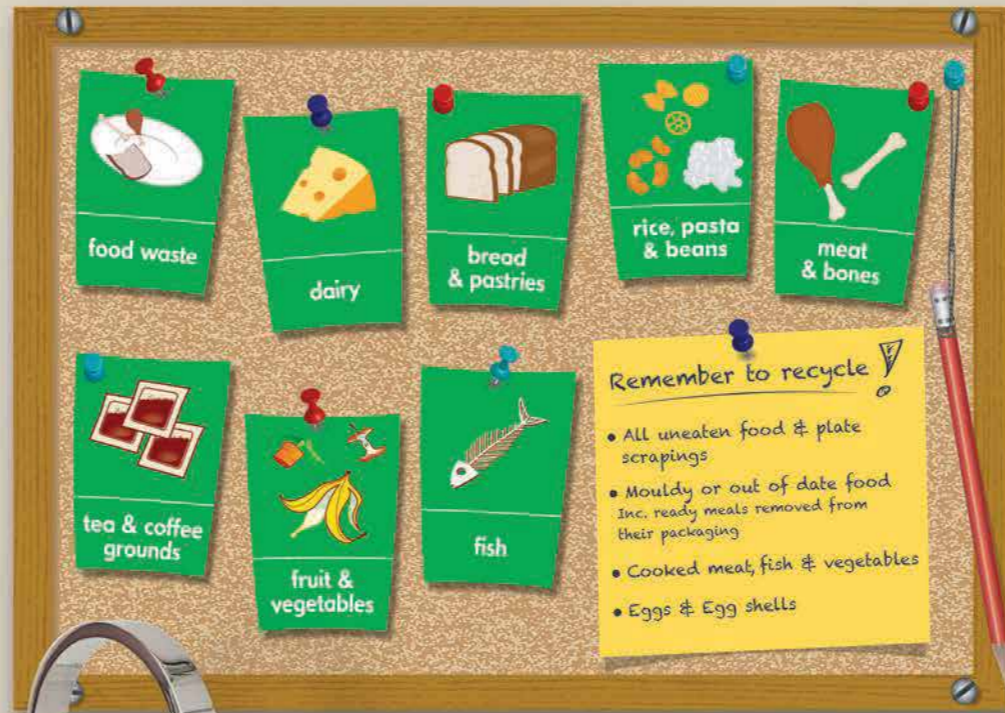 food waste
dairy
bread
& pastries
rice, pasta
& beans
meat
& bones
tea & coffee
grounds
fruit &
vegetables
fish
Remember to recycle !
• All uneaten food & plate
scrapings
• Mouldy or out of date food
Inc. ready meals removed from
their packaging
• Cooked meat, fish & vegetables
• Eggs & Egg shells